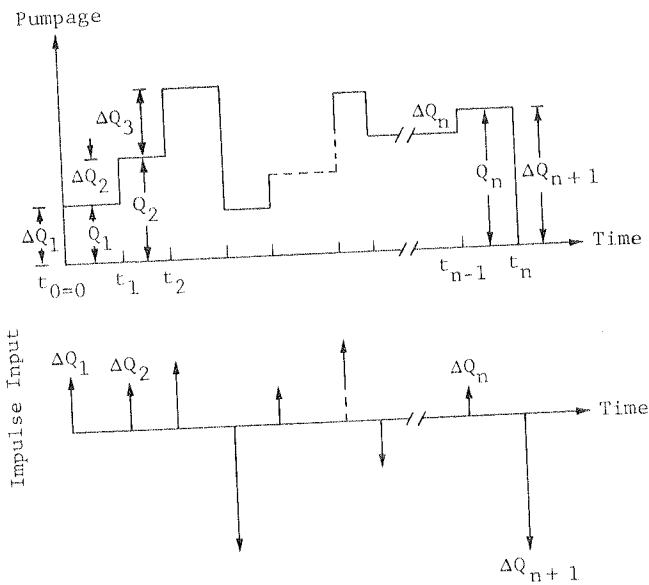 Pumpage
ΔQ₃
ΔQₙ
ΔQ₂
Q₂
Qₙ
ΔQₙ₊₁
ΔQ₁
Q₁
Time
t₀₌₀
t₁
t₂
tₙ₋₁
tₙ
Impulse Input
ΔQ₁
ΔQ₂
ΔQₙ
Time
ΔQₙ₊₁